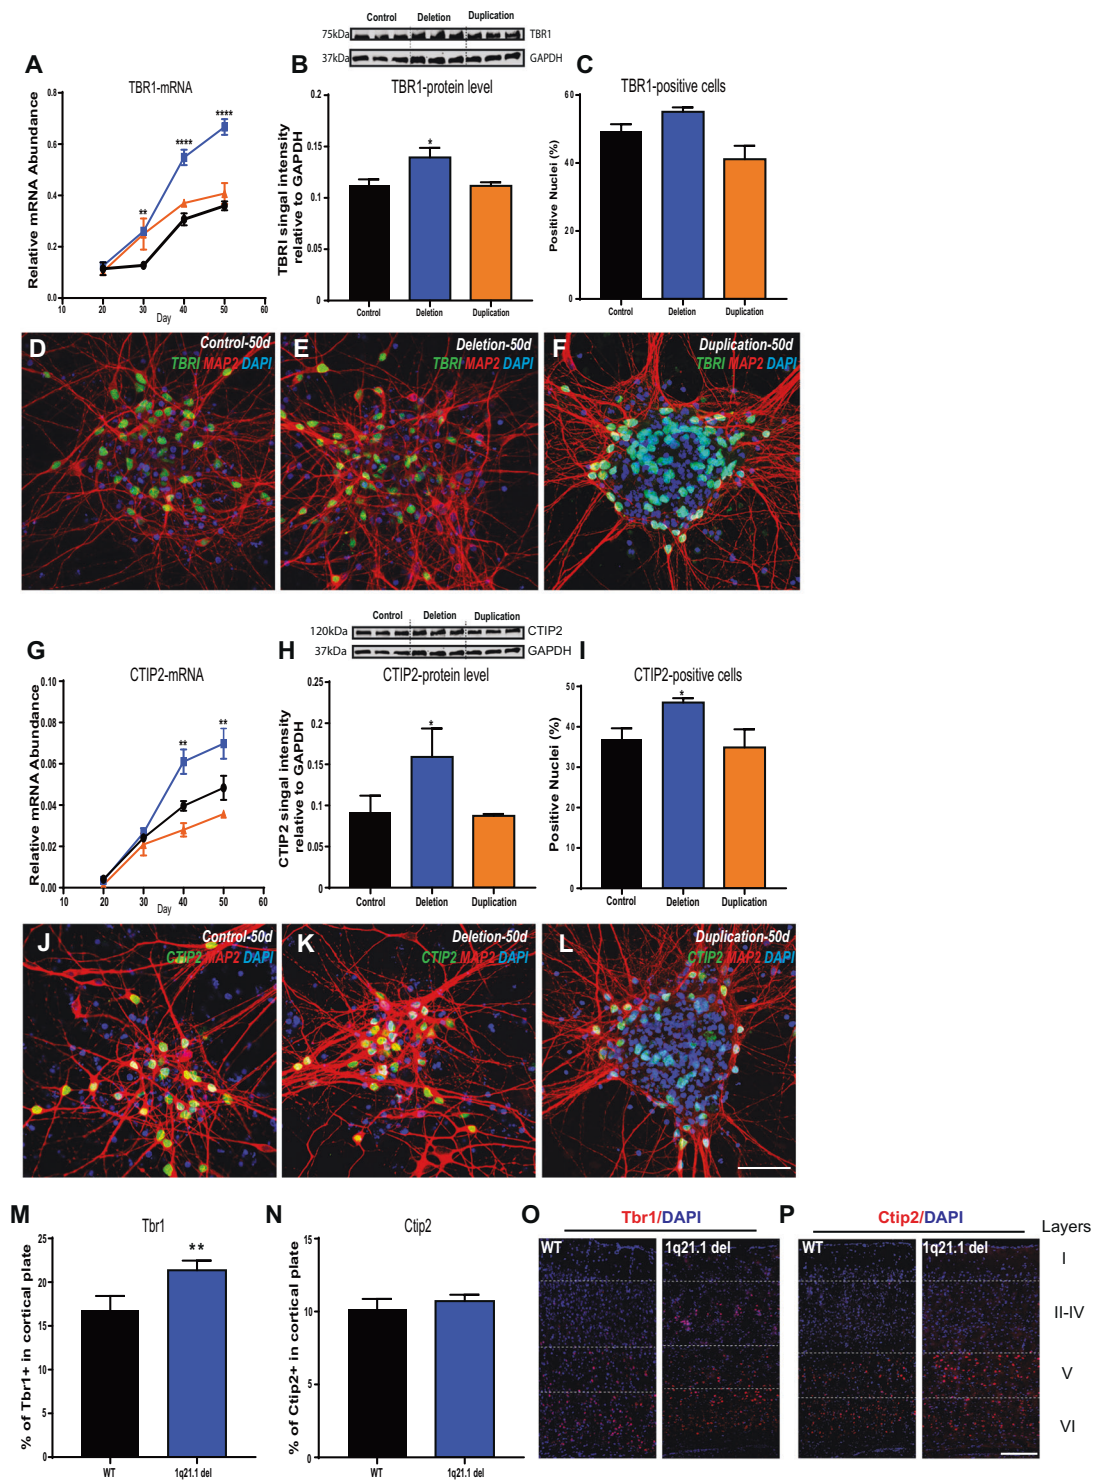 Control Deletion Duplication
75kDa TBR1
37kDa GAPDH
A
TBR1-mRNA
Relative mRNA Abundance
0.8
0.6
0.4
0.2
0.0
** **** ****
10 20 30 40 50 60
Day
B
TBR1-protein level
TBRI singal intensity
relative to GAPDH
0.2
0.15
0.1
0.05
0
*
Control Deletion Duplication
C
TBR1-positive cells
Positive Nuclei (%)
60
40
20
0
Control Deletion Duplication
D
Control-50d
TBRI MAP2 DAPI
E
Deletion-50d
TBRI MAP2 DAPI
F
Duplication-50d
TBRI MAP2 DAPI
Control Deletion Duplication
120kDa CTIP2
37kDa GAPDH
G
CTIP2-mRNA
Relative mRNA Abundance
0.10
0.08
0.06
0.04
0.02
0.00
** **
10 20 30 40 50 60
Day
H
CTIP2-protein level
CTIP2 singal intensity
relative to GAPDH
0.25
0.2
0.15
0.1
0.05
0
*
Control Deletion Duplication
I
CTIP2-positive cells
Positive Nuclei (%)
50
40
30
20
10
0
*
Control Deletion Duplication
J
Control-50d
CTIP2 MAP2 DAPI
K
Deletion-50d
CTIP2 MAP2 DAPI
L
Duplication-50d
CTIP2 MAP2 DAPI
M
Tbr1
% of Tbr1+ in cortical plate
25
20
15
10
5
0
**
WT 1q21.1 del
N
Ctip2
% of Ctip2+ in cortical plate
15
10
5
0
WT 1q21.1 del
O
Tbr1/DAPI
WT 1q21.1 del
P
Ctip2/DAPI
WT 1q21.1 del
Layers
I
II-IV
V
VI